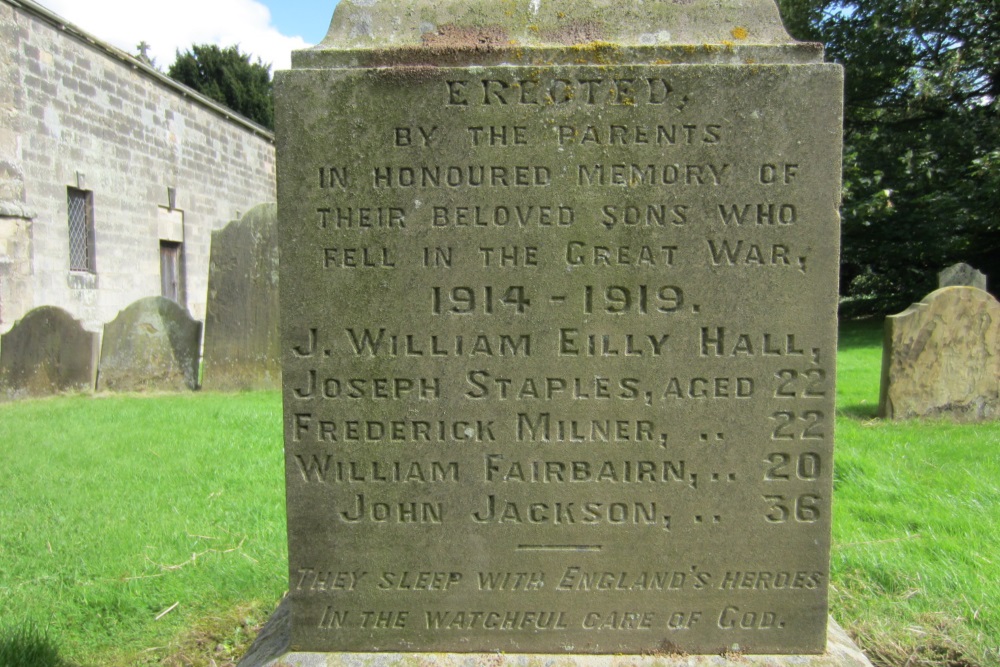 ERECTED,
BY THE PARENTS
IN HONOURED MEMORY OF
THEIR BELOVED SONS WHO
FELL IN THE GREAT WAR,
1914 - 1919.
J. WILLIAM EILLY HALL,
JOSEPH STAPLES, AGED 22
FREDERICK MILNER, .. 22
WILLIAM FAIRBAIRN, .. 20
JOHN JACKSON, .. 36
THEY SLEEP WITH ENGLAND'S HEROES
IN THE WATCHFUL CARE OF GOD.